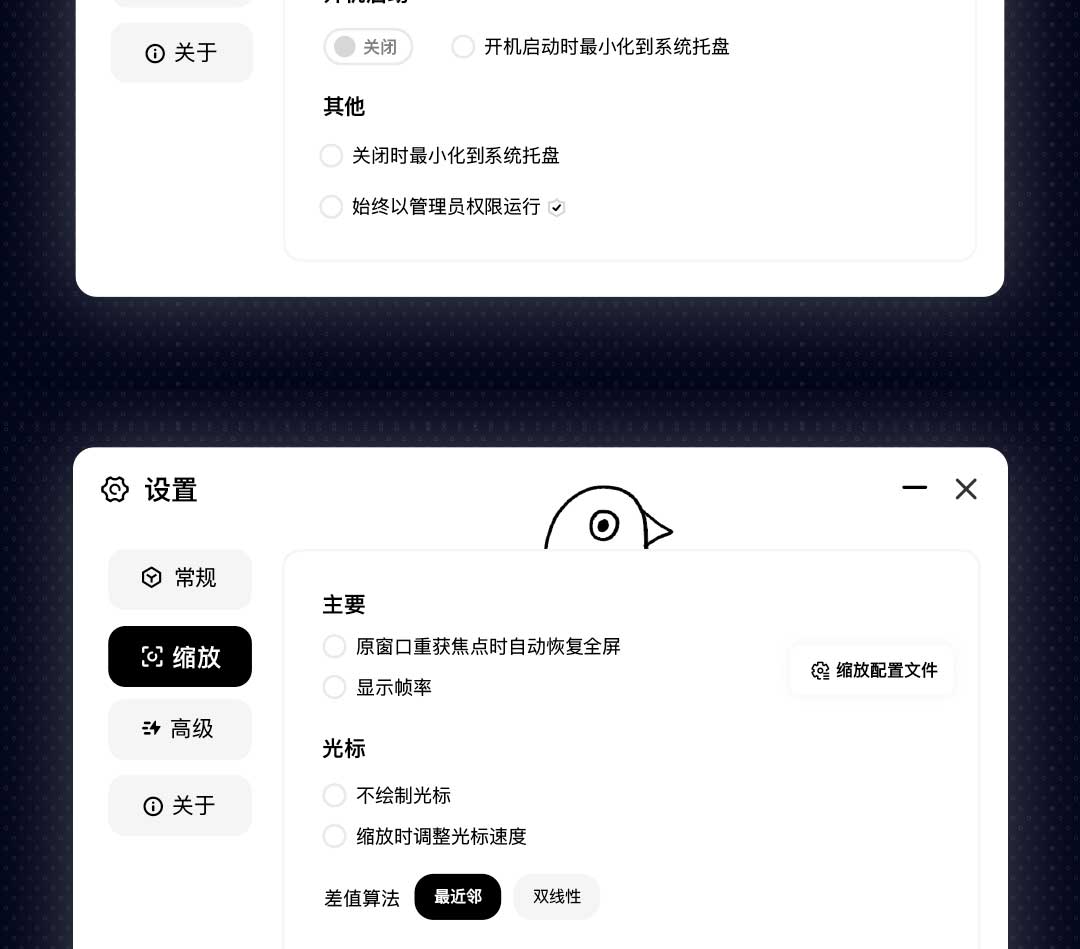 关于
关闭
开机启动时最小化到系统托盘
其他
关闭时最小化到系统托盘
始终以管理员权限运行
设置
常规
缩放
高级
关于
主要
原窗口重获焦点时自动恢复全屏
显示帧率
缩放配置文件
光标
不绘制光标
缩放时调整光标速度
差值算法 最近邻 双线性